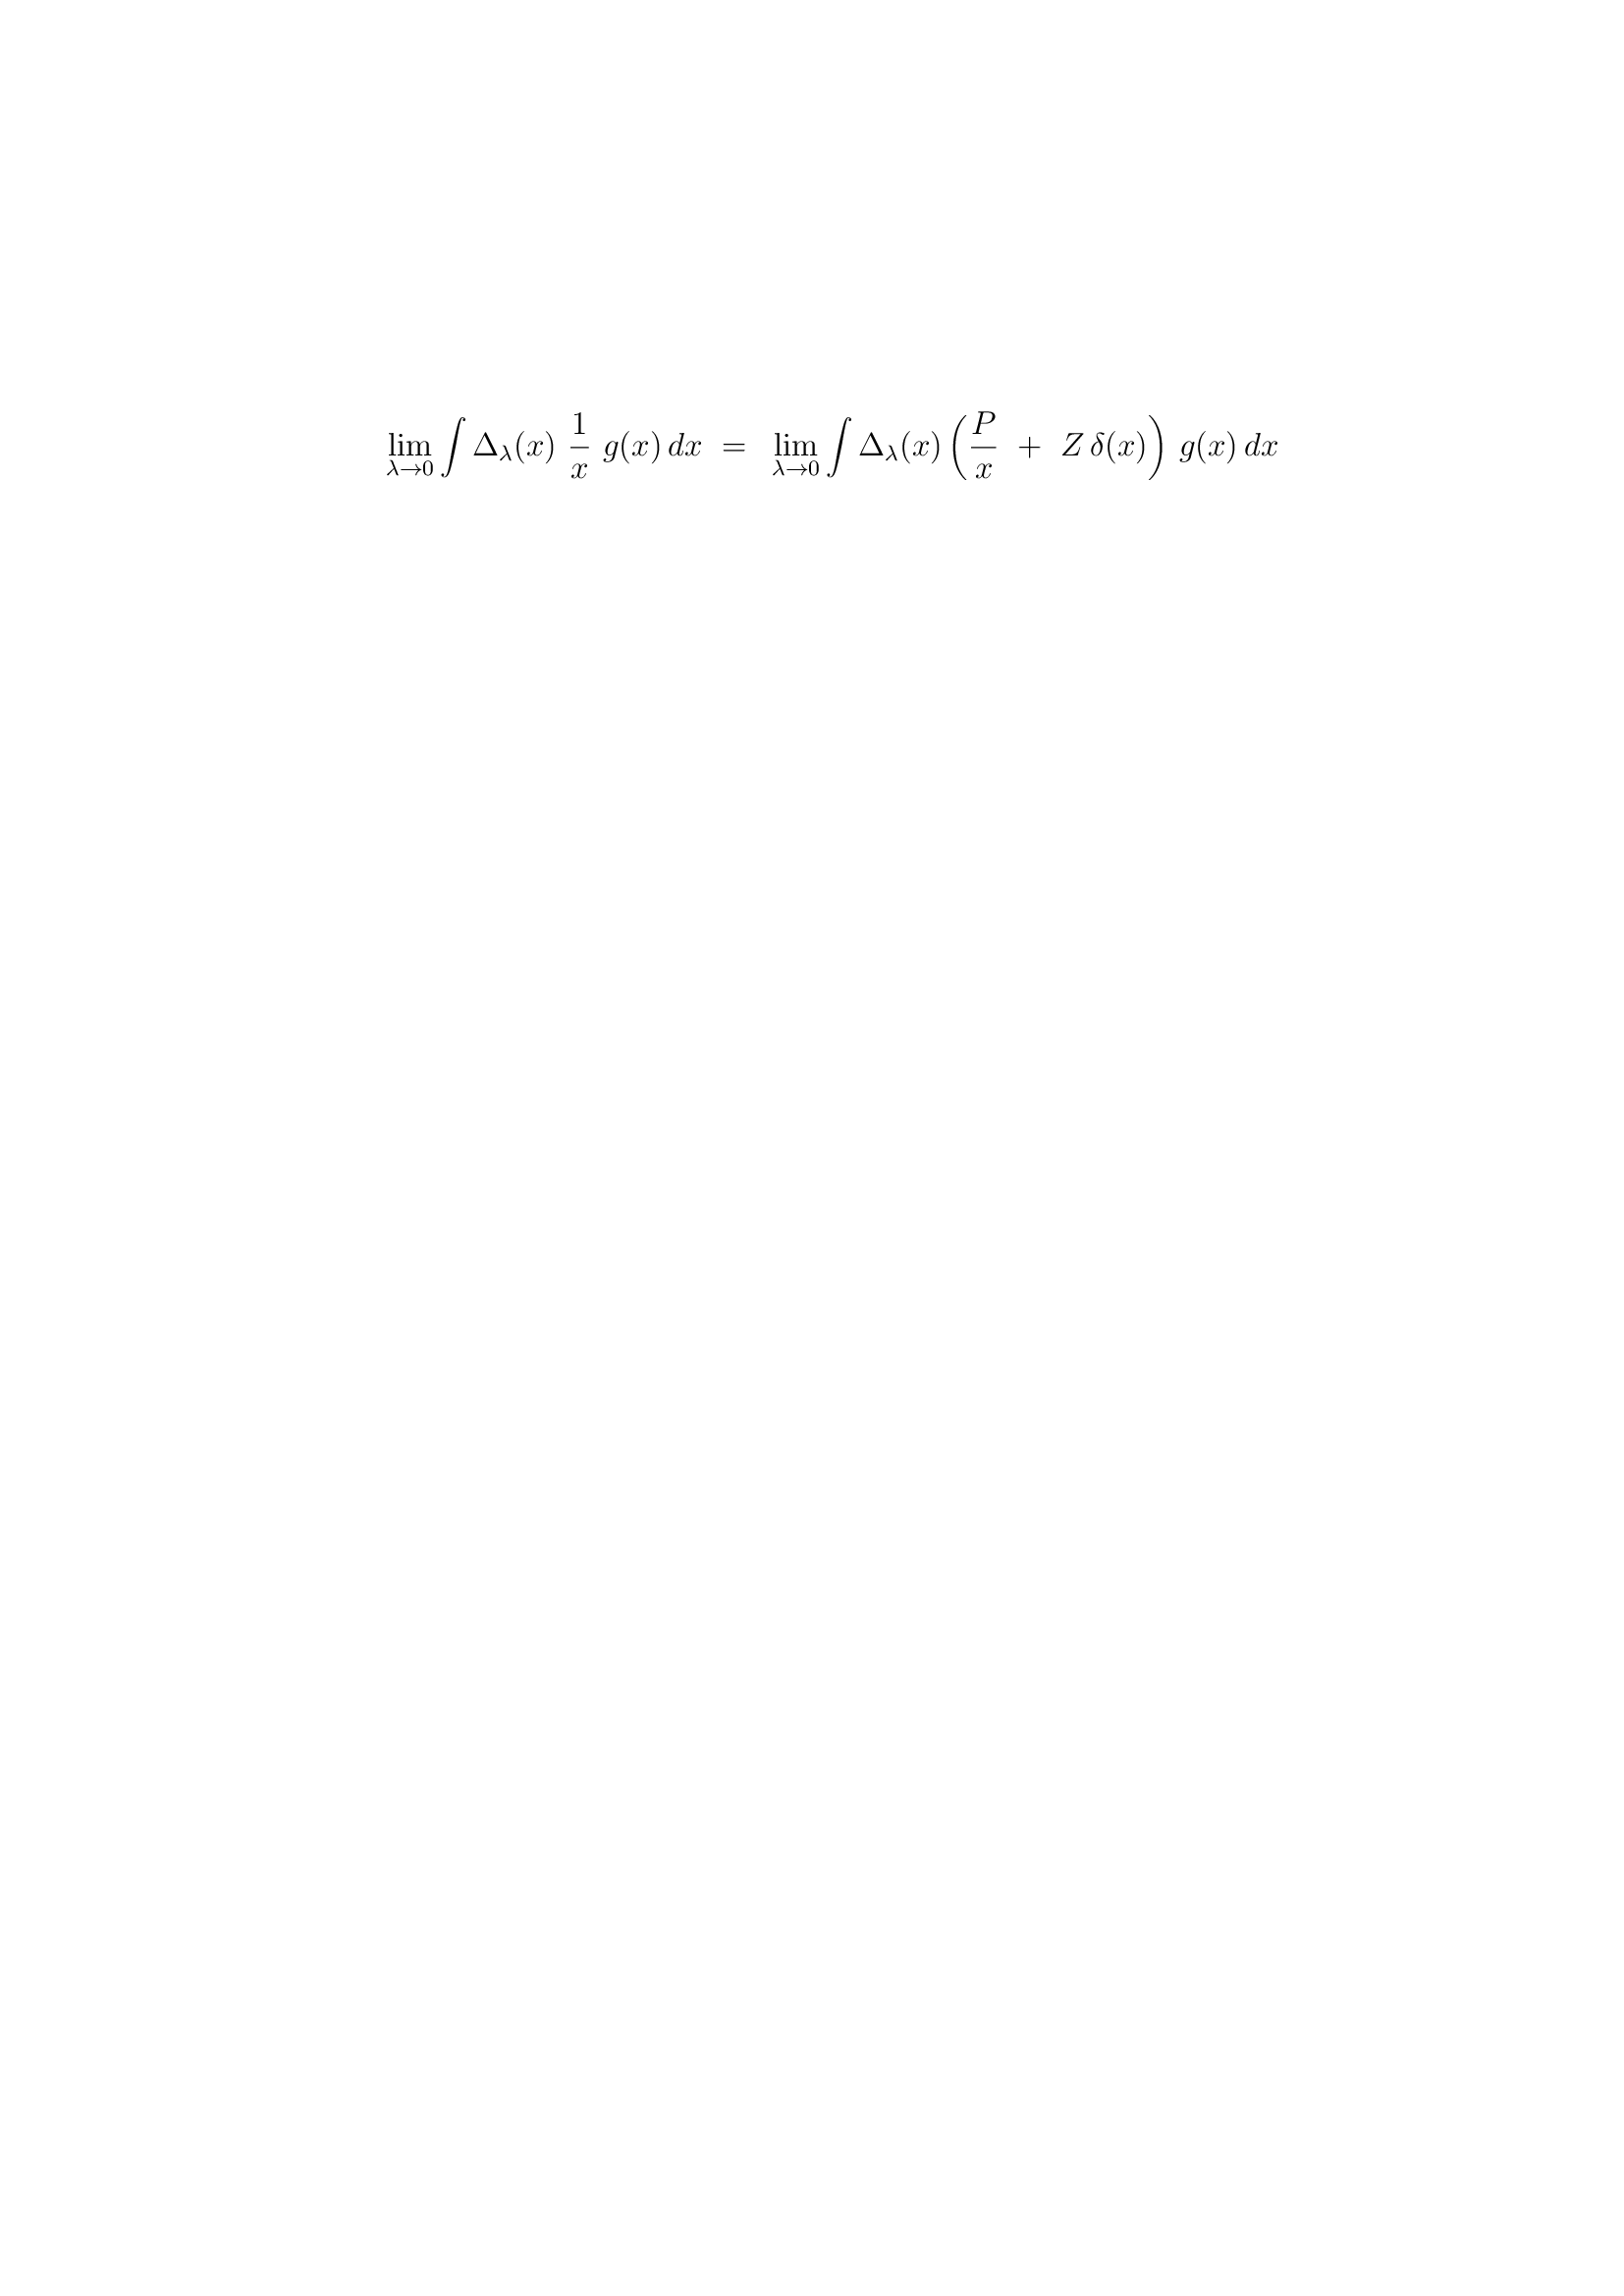 \lim_{\lambda \to 0} \int \Delta_\lambda(x) \ \frac{1}{x} \ g(x)\, dx \ = \ \lim_{\lambda \to 0} \int \Delta_\lambda(x) \left( \frac{P}{x} \ + \ Z\, \delta(x) \right) \ g(x)\, dx